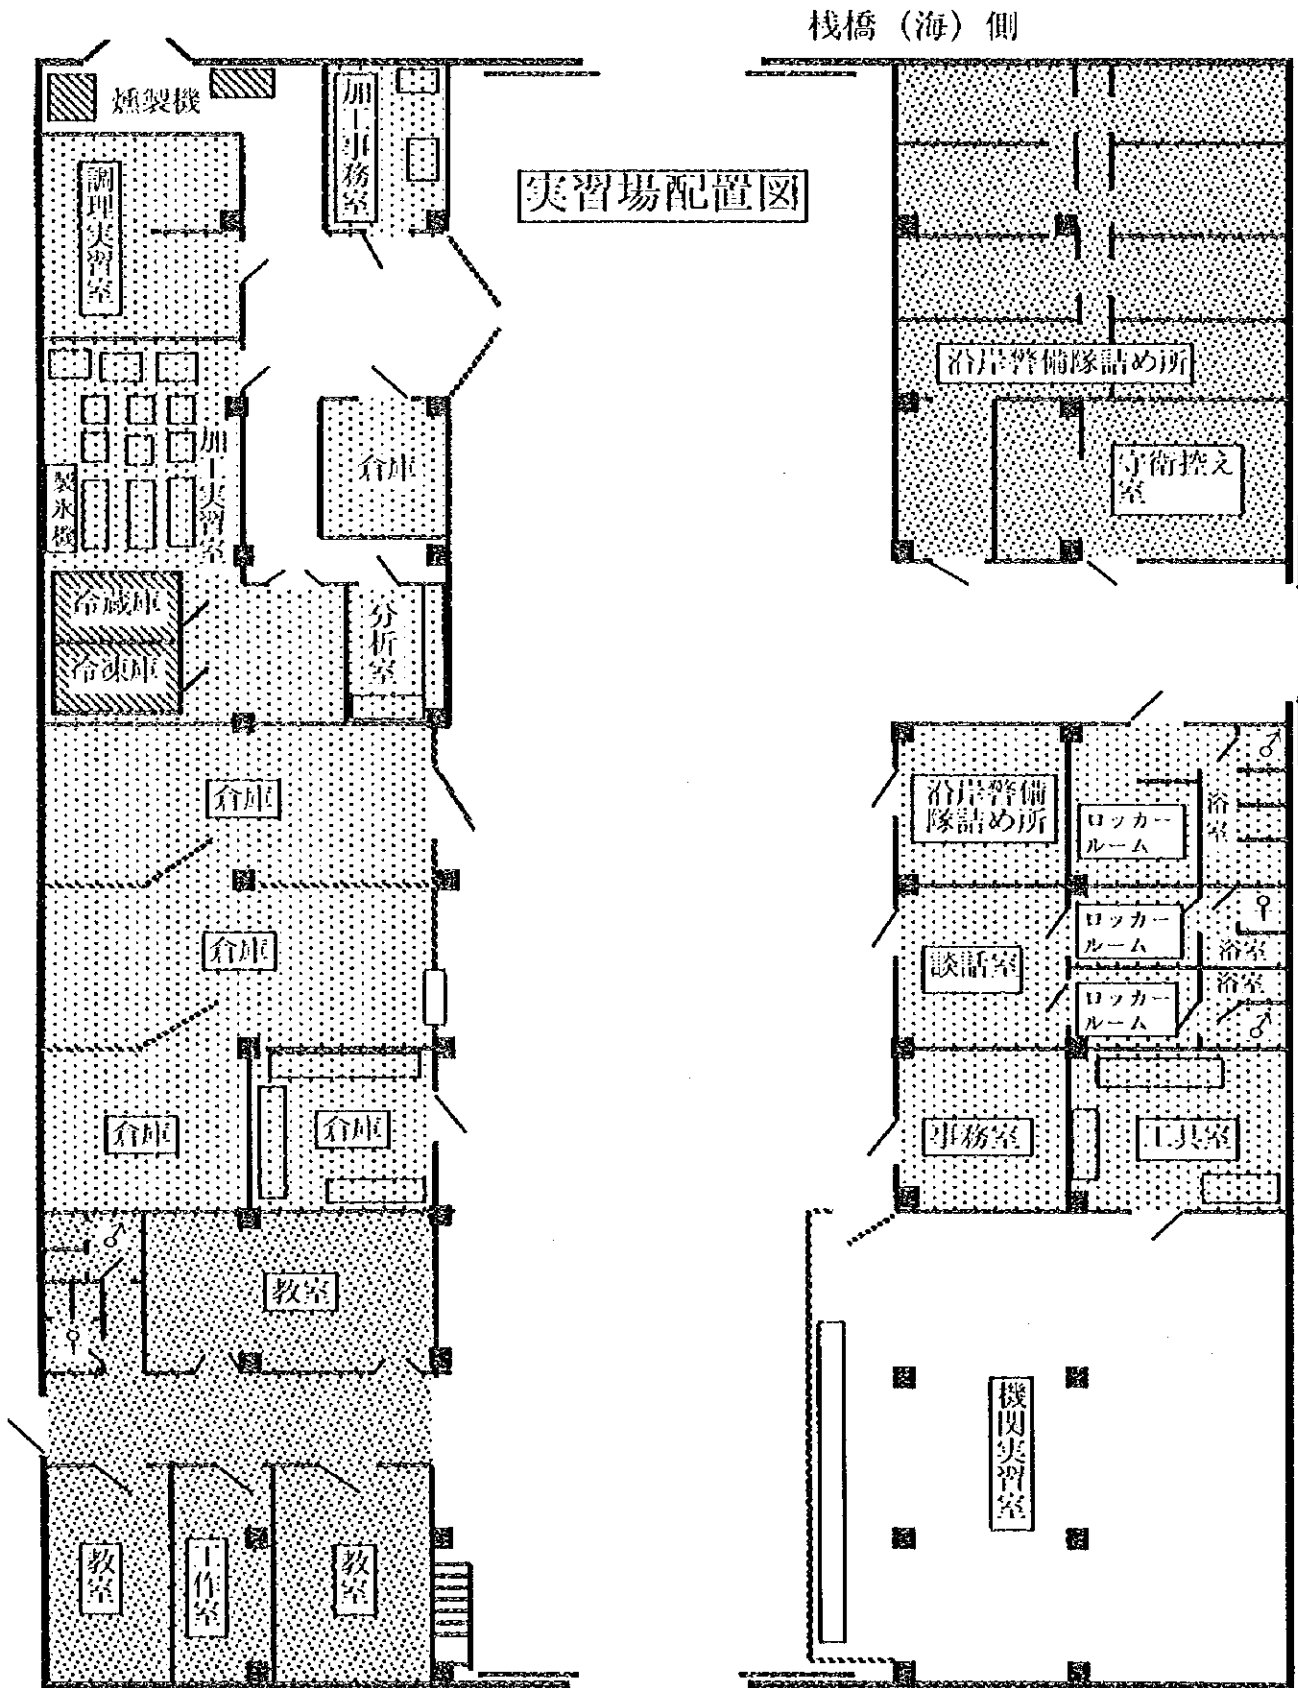 桟橋（海）側
燻製機
加工事務室
調理実習室
実習場配置図
沿岸警備隊詰め所
加工実習室
倉庫
守衛控え
室
製氷機
冷蔵庫
分析室
冷凍庫
倉庫
沿岸警備
隊詰め所
ロッカー
ルーム
浴室
♂
倉庫
談話室
ロッカー
ルーム
♀
浴室
ロッカー
ルーム
浴室
♂
倉庫
倉庫
事務室
工具室
♂
教室
♀
機関実習室
教室
工作室
教室